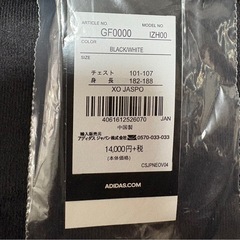 ARTICLE NO.
MODEL NO.
GF0000
IZH00
COLOR
BLACK/WHITE
SIZE
チェスト 101-107
身 長 182-188
XO JASPO
4061612526070 JAN
中国製
輸入販売元
アディダス ジャパン株式会社 0570-033-033
14,000円+税
(本体価格)
CSJPNEOV04
ADIDAS.COM